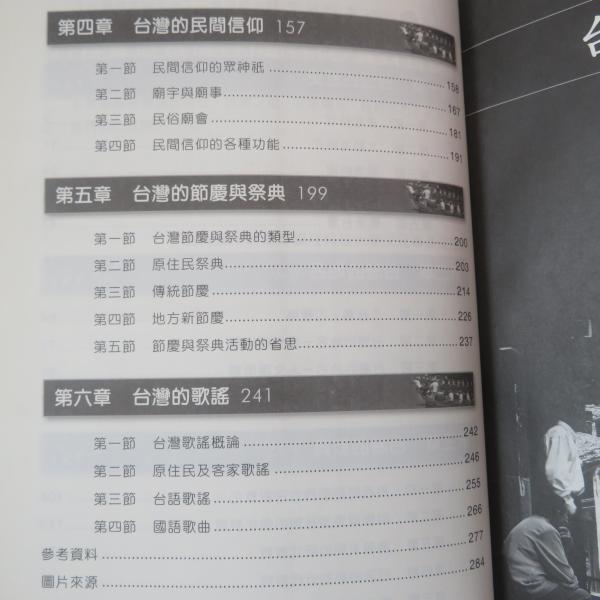 第四章 台灣的民間信仰 157
第一節 民間信仰的眾神祇 158
第二節 廟宇與廟事 167
第三節 民俗廟會 181
第四節 民間信仰的各種功能 191
第五章 台灣的節慶與祭典 199
第一節 台灣節慶與祭典的類型 200
第二節 原住民祭典 203
第三節 傳統節慶 214
第四節 地方新節慶 226
第五節 節慶與祭典活動的省思 237
第六章 台灣的歌謠 241
第一節 台灣歌謠概論 242
第二節 原住民及客家歌謠 246
第三節 台語歌謠 255
第四節 國語歌曲 266
參考資料 277
圖片來源 284